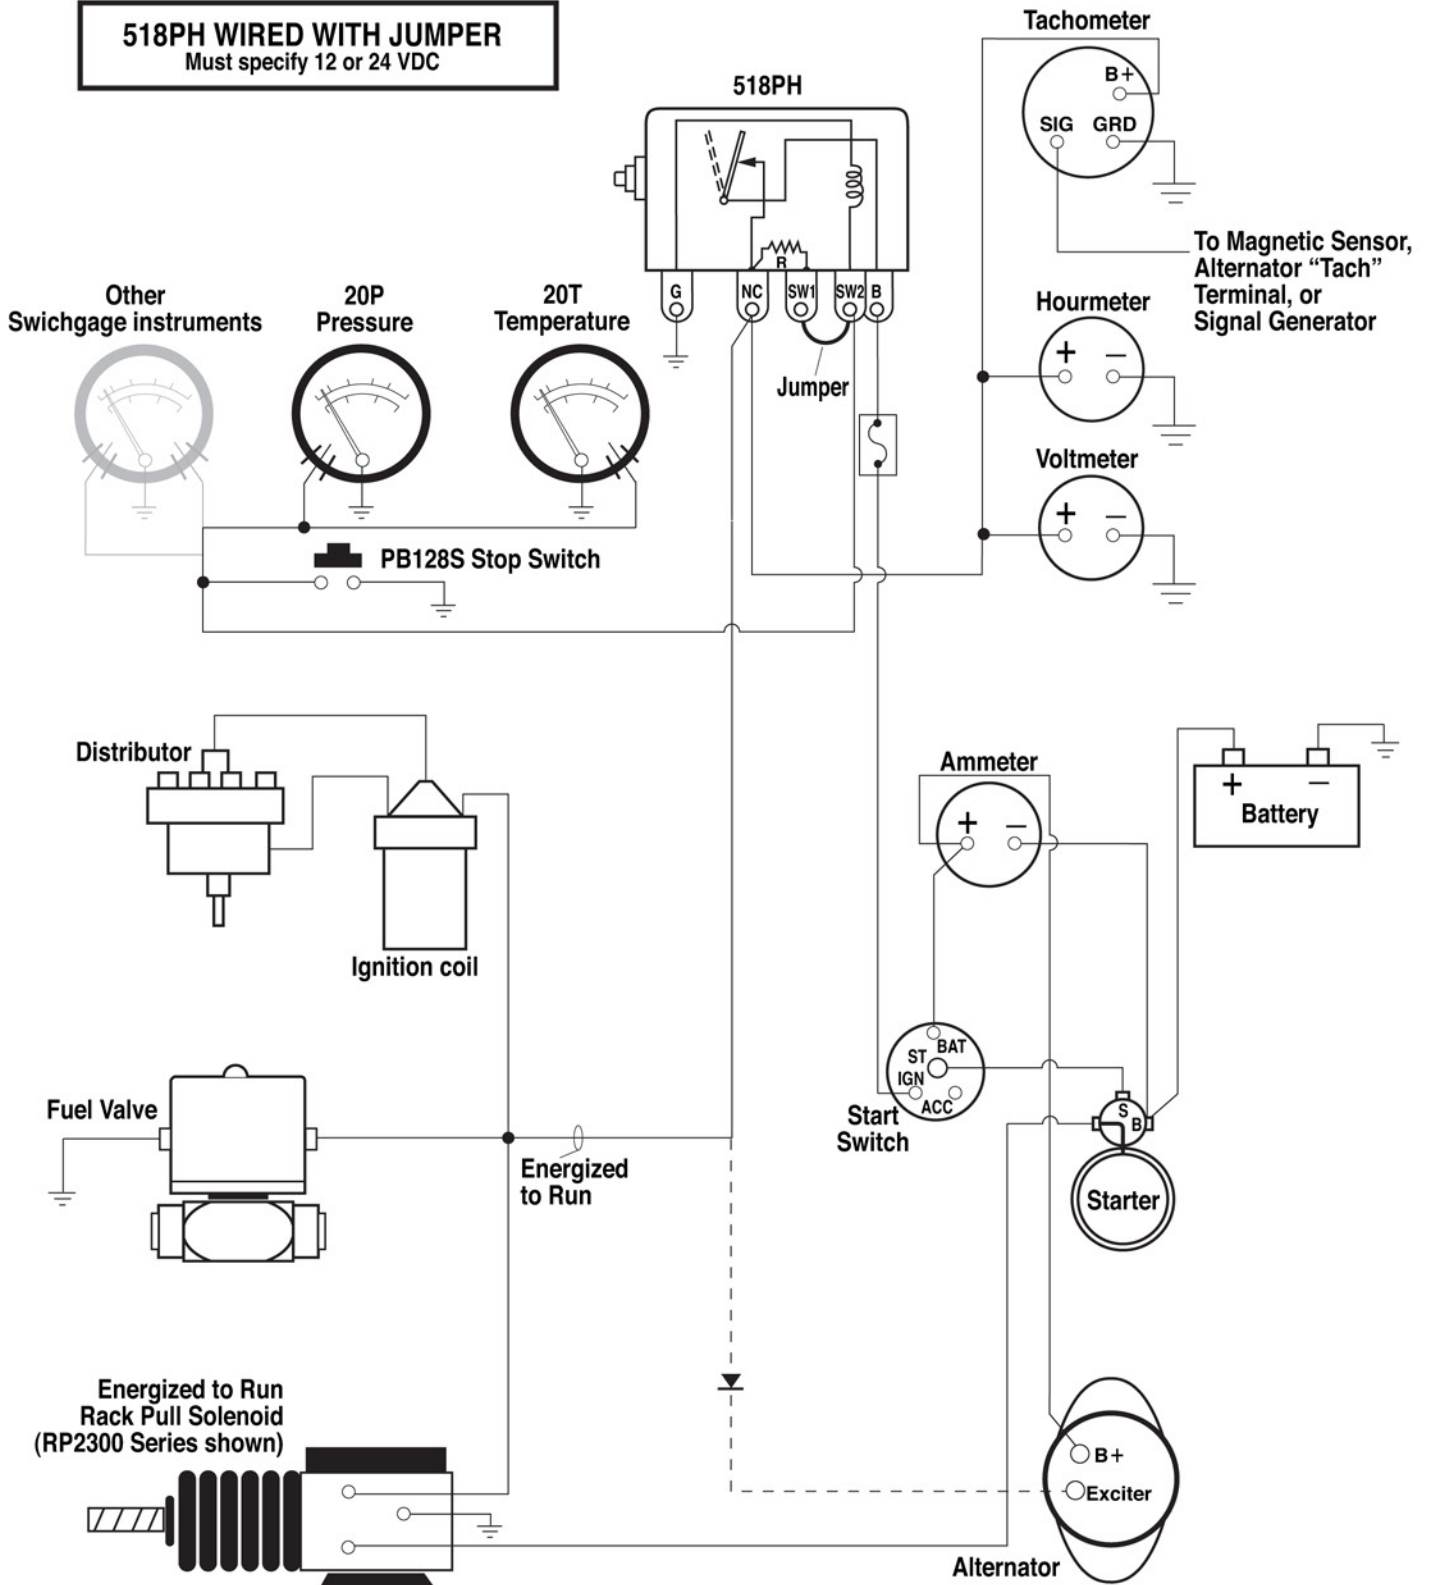 518PH WIRED WITH JUMPER
Must specify 12 or 24 VDC
Tachometer
B+
SIG GRD
518PH
R
G NC SW1 SW2 B
Jumper
To Magnetic Sensor,
Alternator “Tach”
Terminal, or
Signal Generator
Other
Swichgage instruments
20P
Pressure
20T
Temperature
Hourmeter
+ –
Voltmeter
+ –
PB128S Stop Switch
Distributor
Ignition coil
Ammeter
+ –
+ –
Battery
BAT
ST
IGN
ACC
Start
Switch
S
B
Starter
Fuel Valve
Energized
to Run
Energized to Run
Rack Pull Solenoid
(RP2300 Series shown)
B+
Exciter
Alternator